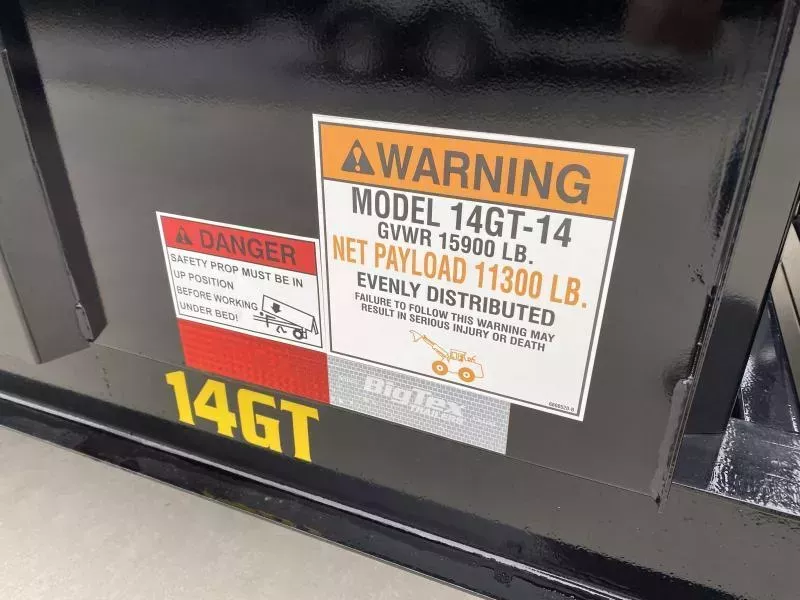 WARNING
MODEL 14GT-14
GVWR 15900 LB.
NET PAYLOAD 11300 LB.
EVENLY DISTRIBUTED
FAILURE TO FOLLOW THIS WARNING MAY
RESULT IN SERIOUS INJURY OR DEATH
DANGER
SAFETY PROP MUST BE IN
UP POSITION
BEFORE WORKING
UNDER BED!
BigTex
TRAILERS
14GT